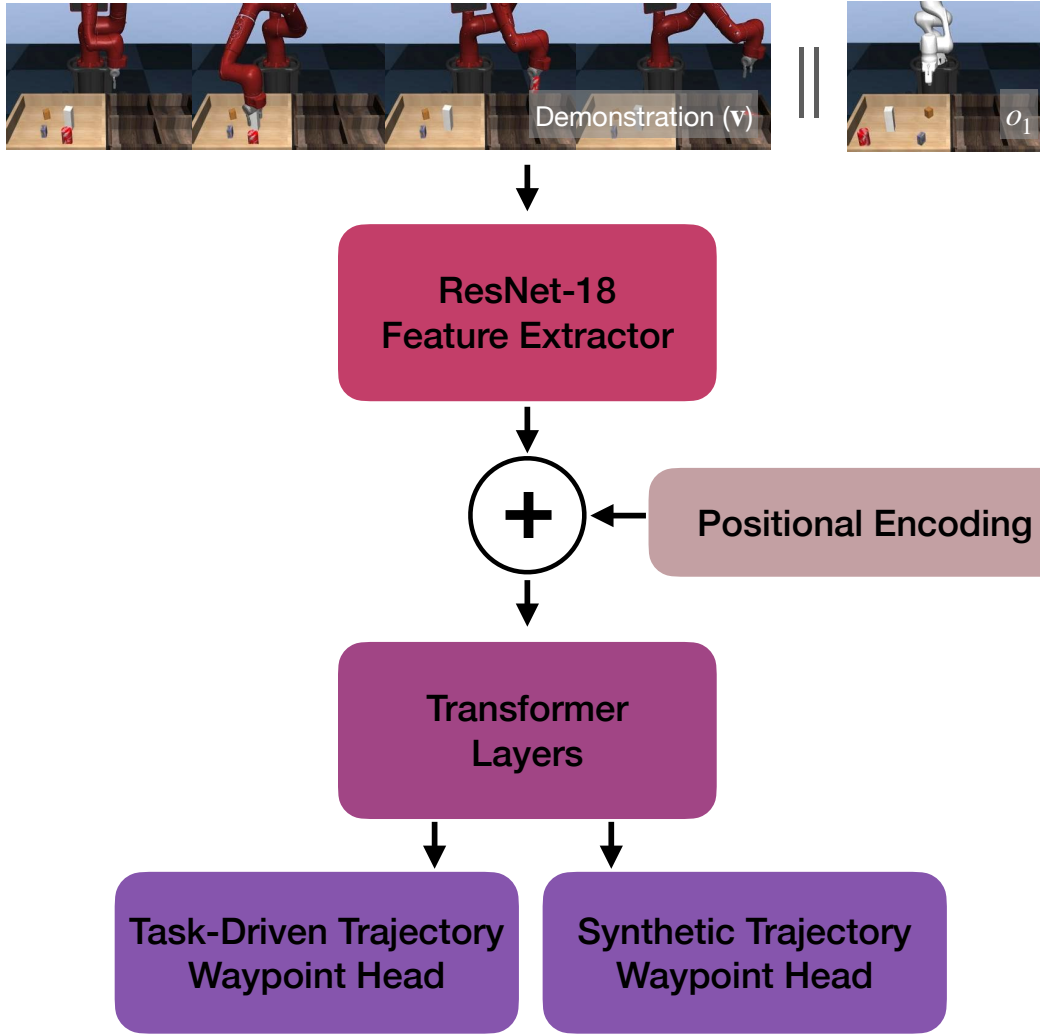 Demonstration (v)
o₁
ResNet-18
Feature Extractor
+
Positional Encoding
Transformer
Layers
Task-Driven Trajectory
Waypoint Head
Synthetic Trajectory
Waypoint Head